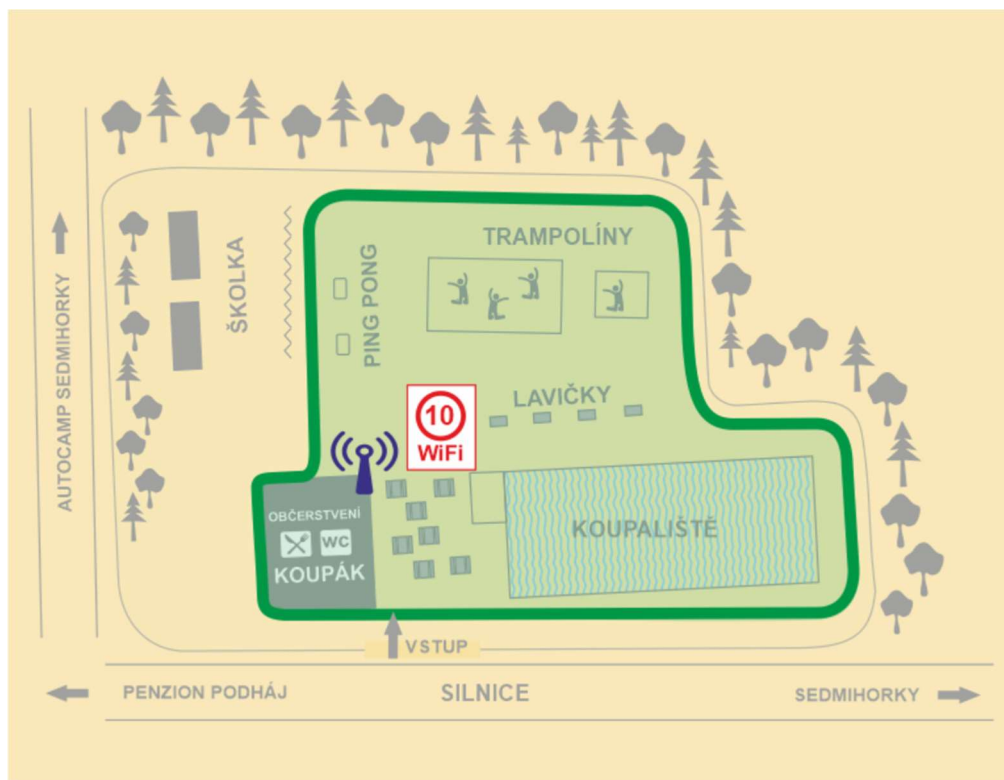 TRAMPOLÍNY
ŠKOLKA
PING PONG
AUTOCAMP SEDMIHORKY
LAVIČKY
10
WiFi
OBČERSTVENÍ
WC
KOUPÁK
KOUPALIŠTĚ
VSTUP
PENZION PODHÁJ
SILNICE
SEDMIHORKY